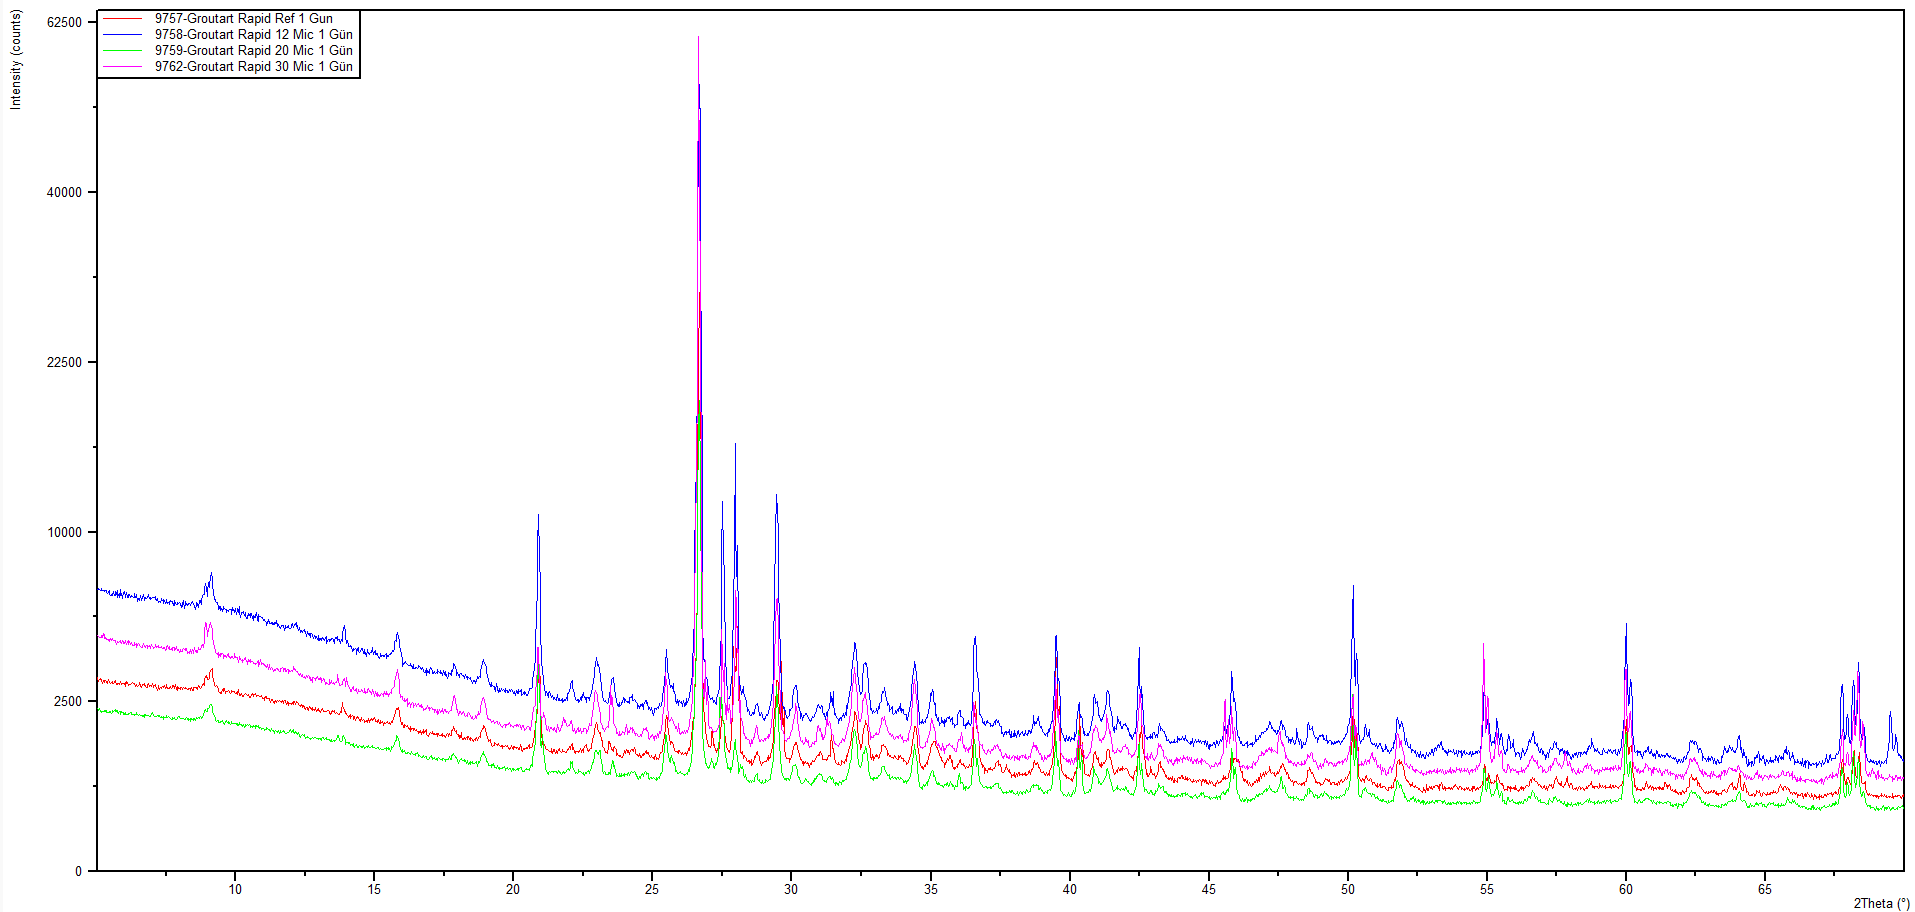 Intensity (counts)
62500
40000
22500
10000
2500
0
9757-Groutart Rapid Ref 1 Gun
9758-Groutart Rapid 12 Mic 1 Gün
9759-Groutart Rapid 20 Mic 1 Gün
9762-Groutart Rapid 30 Mic 1 Gün
10 15 20 25 30 35 40 45 50 55 60 65
2Theta (°)